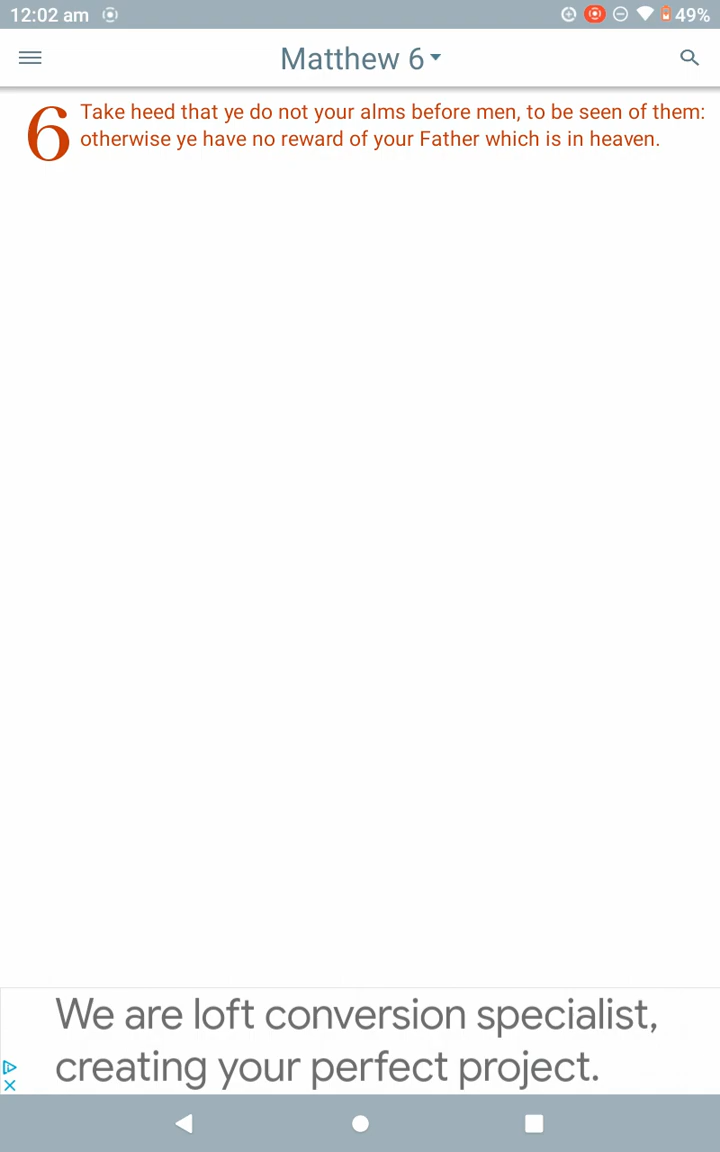 12:02 am
49%
Matthew 6
6 Take heed that ye do not your alms before men, to be seen of them:
otherwise ye have no reward of your Father which is in heaven.
We are loft conversion specialist,
creating your perfect project.